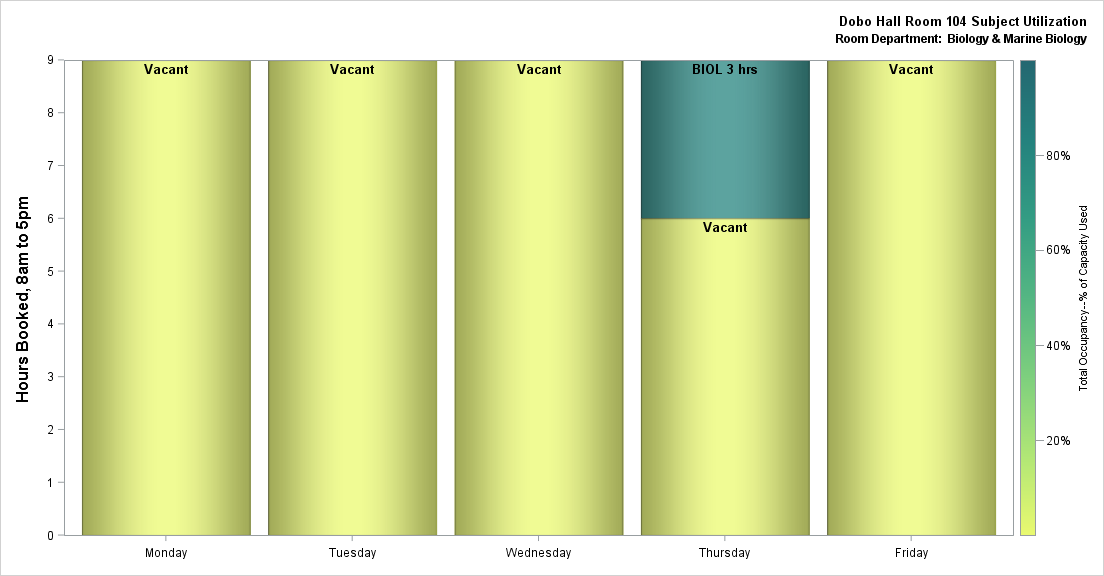 Dobo Hall Room 104 Subject Utilization
Room Department: Biology & Marine Biology
Hours Booked, 8am to 5pm
9
8
7
6
5
4
3
2
1
0
Vacant
Vacant
Vacant
BIOL 3 hrs
Vacant
Vacant
Monday
Tuesday
Wednesday
Thursday
Friday
80%
60%
40%
20%
Total Occupancy--% of Capacity Used